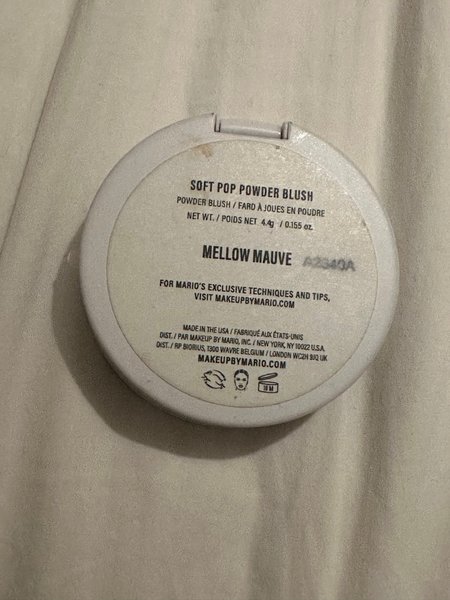 SOFT POP POWDER BLUSH
POWDER BLUSH / FARD À JOUES EN POUDRE
NET WT. / POIDS NET 4.4g / 0.155 oz.
MELLOW MAUVE A2340A
FOR MARIO'S EXCLUSIVE TECHNIQUES AND TIPS,
VISIT MAKEUPBYMARIO.COM
MADE IN THE USA / FABRIQUÉ AUX ÉTATS-UNIS
DIST. / PAR MAKEUP BY MARIO, INC. / NEW YORK, NY 10022 U.S.A.
DIST. / RP BIORIUS, 1300 WAVRE BELGIUM / LONDON WC2H 9JQ UK
MAKEUPBYMARIO.COM